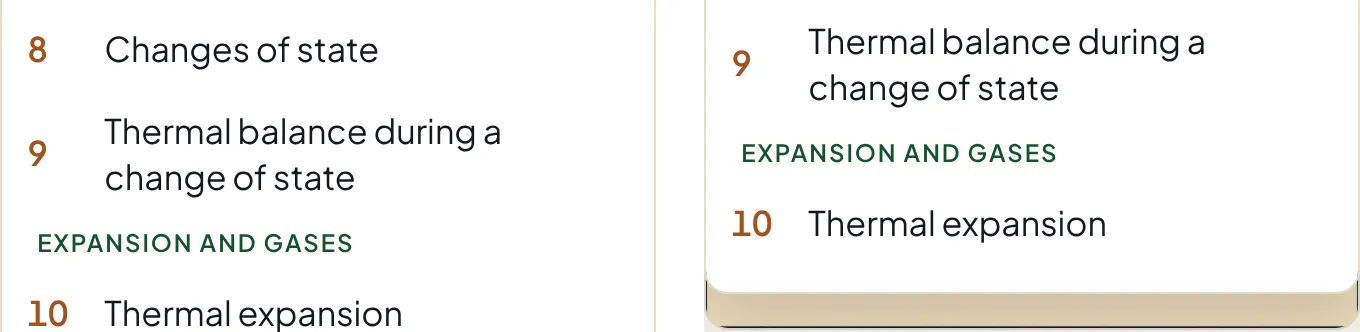 8 Changes of state
9 Thermal balance during a
change of state
EXPANSION AND GASES
10 Thermal expansion
9 Thermal balance during a
change of state
EXPANSION AND GASES
10 Thermal expansion